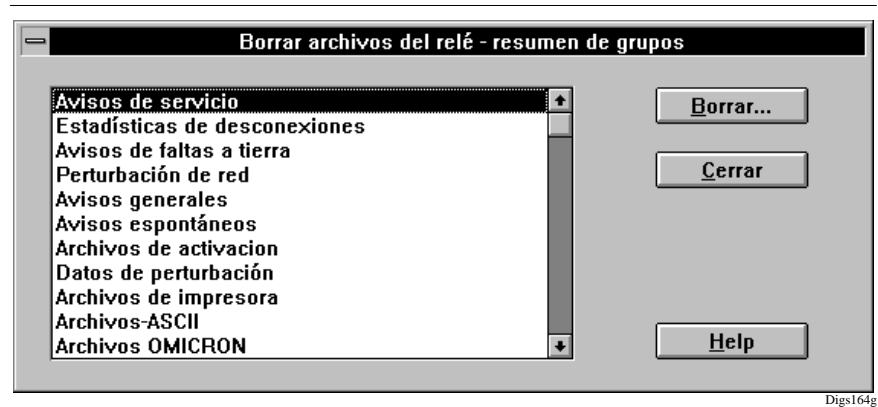 Borrar archivos del relé - resumen de grupos
Avisos de servicio
Estadísticas de desconexiones
Avisos de faltas a tierra
Perturbación de red
Avisos generales
Avisos espontáneos
Archivos de activacion
Datos de perturbación
Archivos de impresora
Archivos-ASCII
Archivos OMICRON
Borrar...
Cerrar
Help
Digs164g